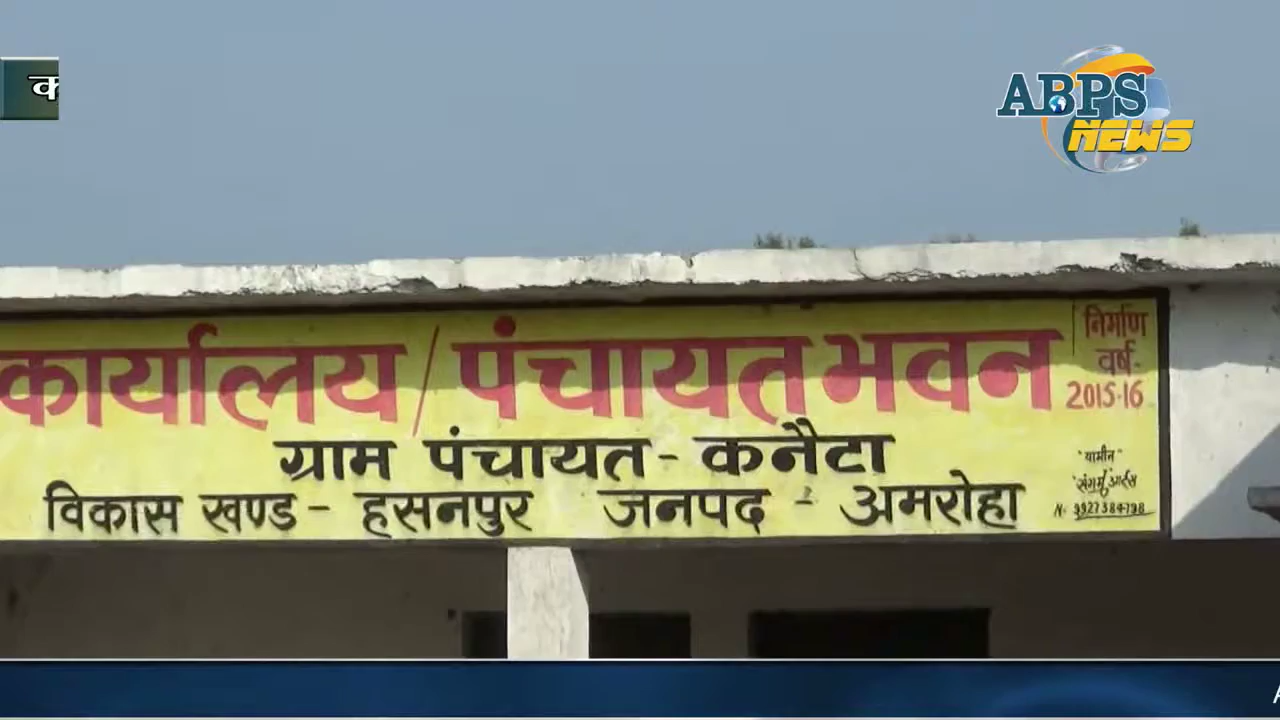 ABPS
NEWS
कार्यालय/पंचायत भवन
निर्माण
वर्ष-
2015-16
ग्राम पंचायत - कनैटा
विकास खण्ड - हसनपुर जनपद - अमरोहा
"यामीन"